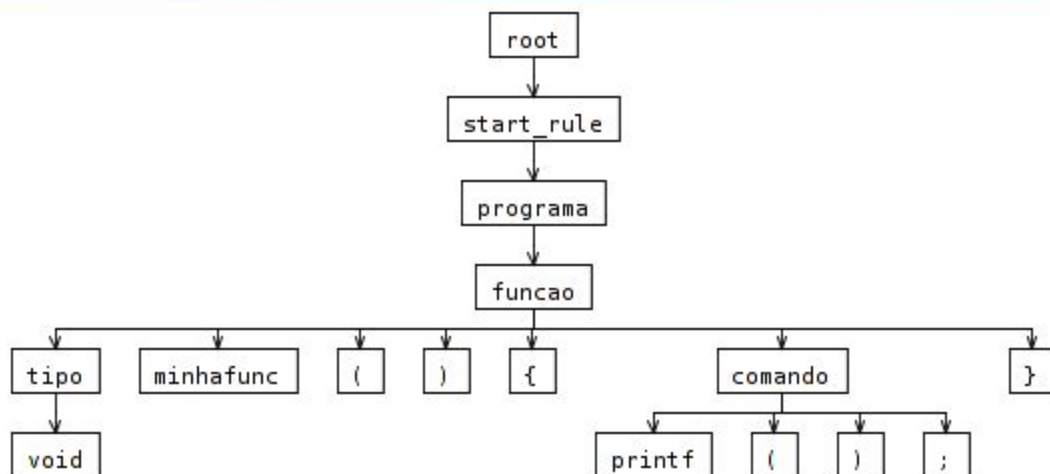 root
start_rule
programa
funcao
tipo minhafunc ( ) { comando }
void printf ( ) ;